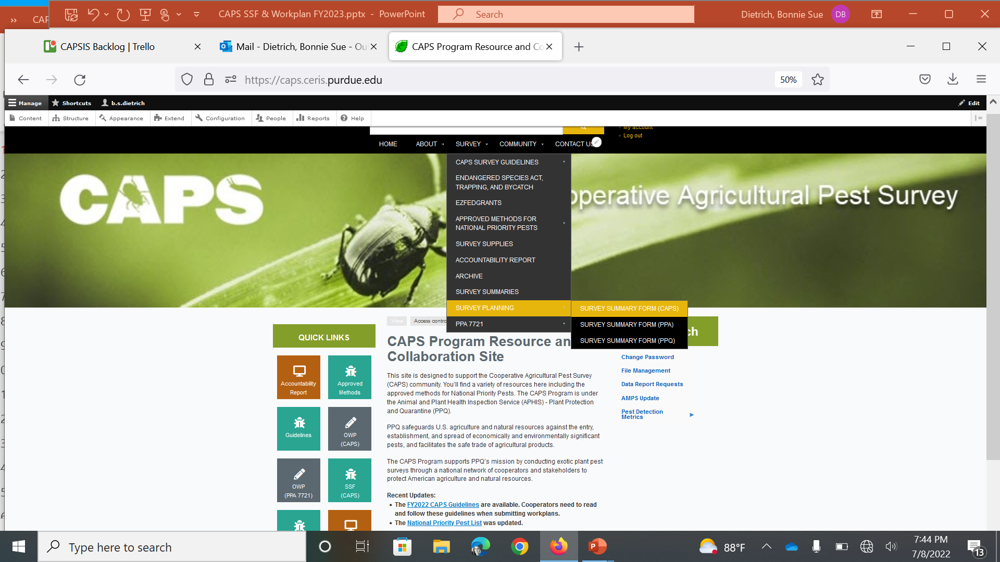 CAPS SSF & Workplan FY2023.pptx - PowerPoint
Search
Dietrich, Bonnie Sue
DB
CAPSIS Backlog | Trello
Mail - Dietrich, Bonnie Sue - Ou
CAPS Program Resource and Co
https://caps.ceris.purdue.edu
50%
Manage
Shortcuts
b.s.dietrich
Edit
Content
Structure
Appearance
Extend
Configuration
People
Reports
Help
My account
Log out
HOME
ABOUT
SURVEY
COMMUNITY
CONTACT US
CAPS
operative Agricultural Pest Survey
CAPS SURVEY GUIDELINES
ENDANGERED SPECIES ACT,
TRAPPING, AND BYCATCH
EZFEDGRANTS
APPROVED METHODS FOR
NATIONAL PRIORITY PESTS
SURVEY SUPPLIES
ACCOUNTABILITY REPORT
ARCHIVE
SURVEY SUMMARIES
SURVEY PLANNING
PPA 7721
SURVEY SUMMARY FORM (CAPS)
SURVEY SUMMARY FORM (PPA)
SURVEY SUMMARY FORM (PPQ)
QUICK LINKS
Accountability
Report
Approved
Methods
Guidelines
OWP
(CAPS)
OWP
(PPA 7721)
SSF
(CAPS)
View
Access contro
CAPS Program Resource an
Collaboration Site
This site is designed to support the Cooperative Agricultural Pest Survey
(CAPS) community. You'll find a variety of resources here including the
approved methods for National Priority Pests. The CAPS Program is under
the Animal and Plant Health Inspection Service (APHIS) - Plant Protection
and Quarantine (PPQ).
PPQ safeguards U.S. agriculture and natural resources against the entry,
establishment, and spread of economically and environmentally significant
pests, and facilitates the safe trade of agricultural products.
The CAPS Program supports PPQ's mission by conducting exotic plant pest
surveys through a national network of cooperators and stakeholders to
protect American agriculture and natural resources.
Recent Updates:
• The FY2022 CAPS Guidelines are available. Cooperators need to read
and follow these guidelines when submitting workplans.
• The National Priority Pest List was updated.
ch
Change Password
File Management
Data Report Requests
AMPS Update
Pest Detection
Metrics
Type here to search
88°F
7:44 PM
7/8/2022
13